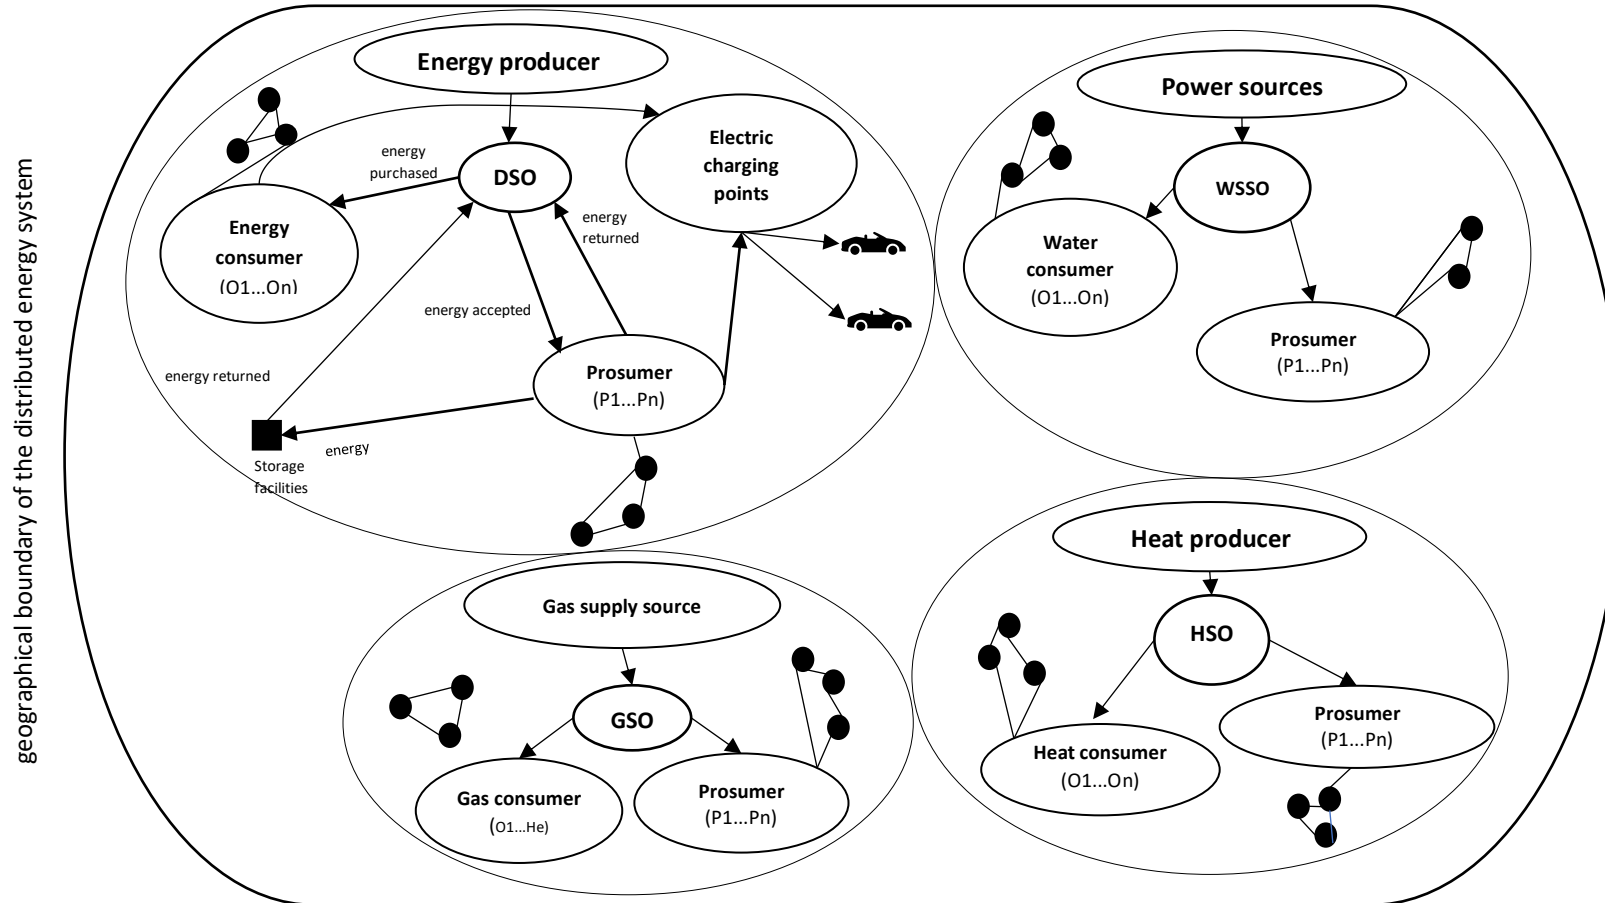 geographical boundary of the distributed energy system
Energy producer
DSO
energy
purchased
Electric
charging
points
energy
returned
Energy
consumer
(O1...On)
energy accepted
energy returned
Prosumer
(P1...Pn)
energy
Storage
facilities
Power sources
WSSO
Water
consumer
(O1...On)
Prosumer
(P1...Pn)
Gas supply source
GSO
Gas consumer
(O1...He)
Prosumer
(P1...Pn)
Heat producer
HSO
Heat consumer
(O1...On)
Prosumer
(P1...Pn)